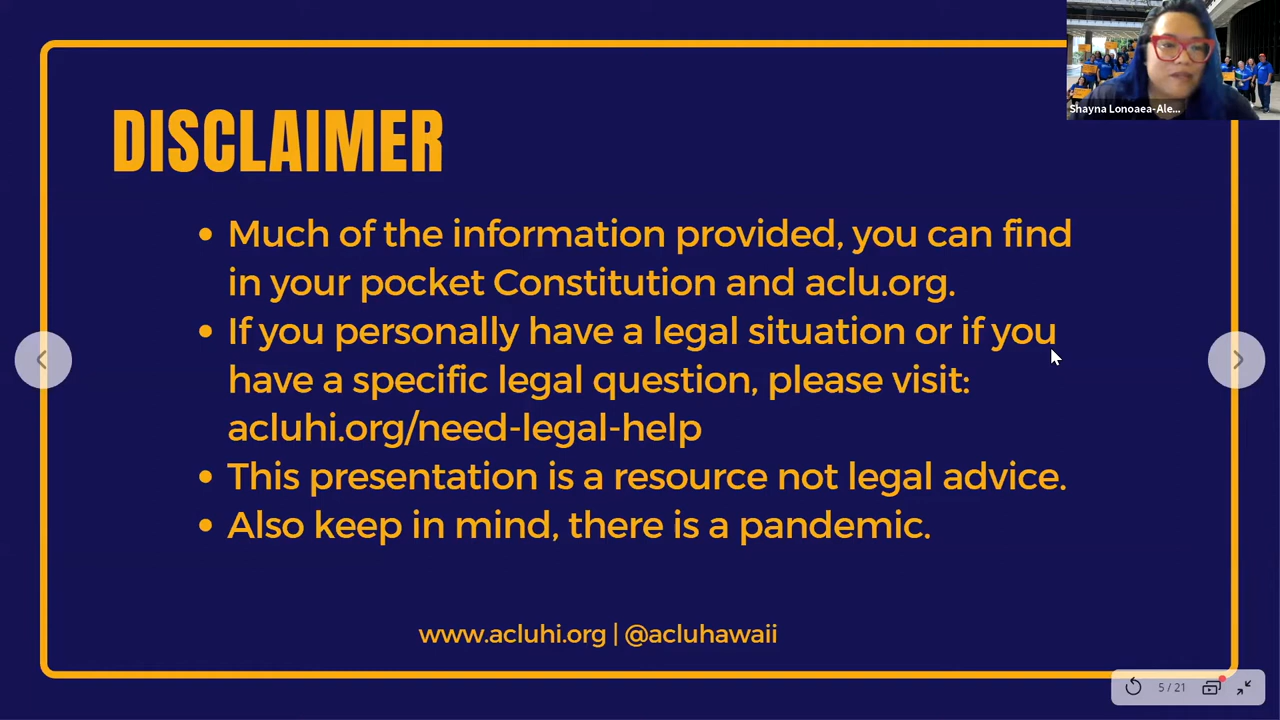 Shayna Lonoaea-Ale...
DISCLAIMER
• Much of the information provided, you can find
in your pocket Constitution and aclu.org.
• If you personally have a legal situation or if you
have a specific legal question, please visit:
acluhi.org/need-legal-help
• This presentation is a resource not legal advice.
• Also keep in mind, there is a pandemic.
www.acluhi.org | @acluhawaii
5 / 21